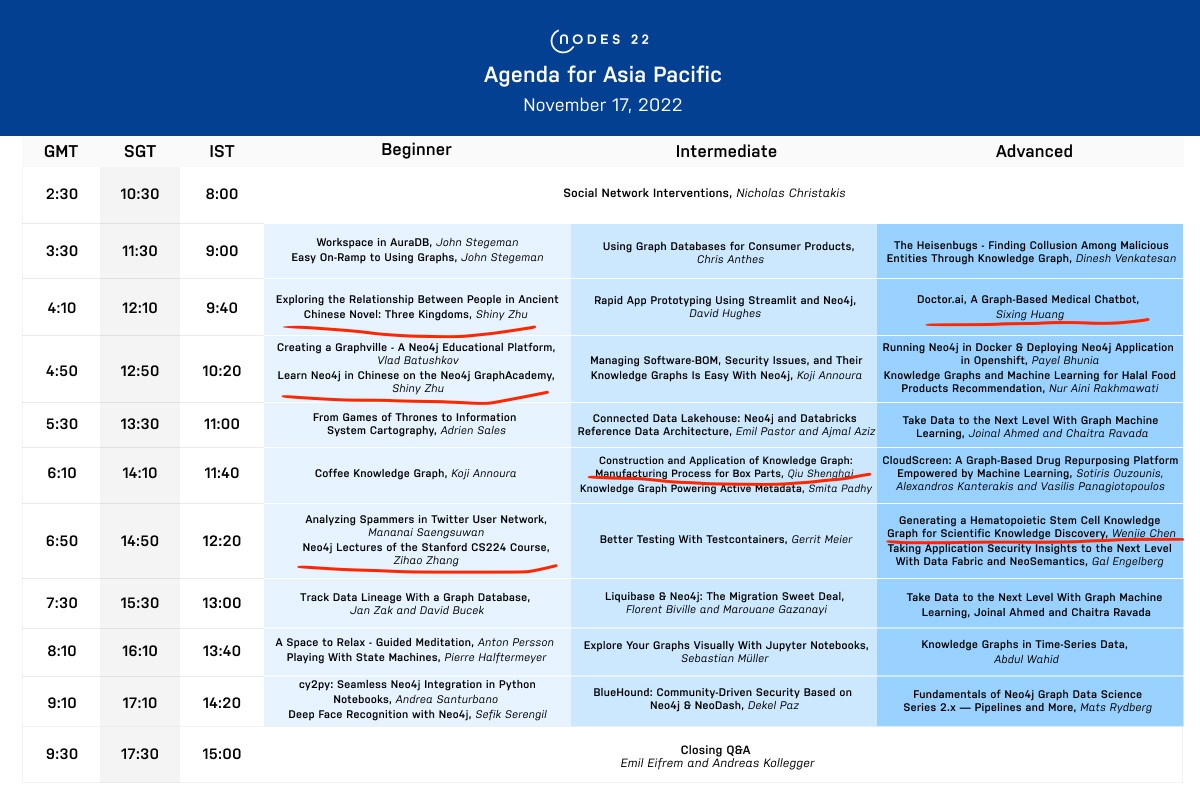 NODES 22
Agenda for Asia Pacific
November 17, 2022
GMT SGT IST Beginner Intermediate Advanced
2:30 10:30 8:00
Social Network Interventions, Nicholas Christakis
3:30 11:30 9:00
Workspace in AuraDB, John Stegeman
Easy On-Ramp to Using Graphs, John Stegeman
Using Graph Databases for Consumer Products,
Chris Anthes
The Heisenbugs - Finding Collusion Among Malicious
Entities Through Knowledge Graph, Dinesh Venkatesan
4:10 12:10 9:40
Exploring the Relationship Between People in Ancient
Chinese Novel: Three Kingdoms, Shiny Zhu
Rapid App Prototyping Using Streamlit and Neo4j,
David Hughes
Doctor.ai, A Graph-Based Medical Chatbot,
Sixing Huang
4:50 12:50 10:20
Creating a Graphville - A Neo4j Educational Platform,
Vlad Batushkov
Learn Neo4j in Chinese on the Neo4j GraphAcademy,
Shiny Zhu
Managing Software-BOM, Security Issues, and Their
Knowledge Graphs Is Easy With Neo4j, Koji Annoura
Running Neo4j in Docker & Deploying Neo4j Application
in Openshift, Payel Bhunia
Knowledge Graphs and Machine Learning for Halal Food
Products Recommendation, Nur Aini Rakhmawati
5:30 13:30 11:00
From Games of Thrones to Information
System Cartography, Adrien Sales
Connected Data Lakehouse: Neo4j and Databricks
Reference Data Architecture, Emil Pastor and Ajmal Aziz
Take Data to the Next Level With Graph Machine
Learning, Joinal Ahmed and Chaitra Ravada
6:10 14:10 11:40
Coffee Knowledge Graph, Koji Annoura
Construction and Application of Knowledge Graph:
Manufacturing Process for Box Parts, Qiu Shenghai
Knowledge Graph Powering Active Metadata, Smita Padhy
CloudScreen: A Graph-Based Drug Repurposing Platform
Empowered by Machine Learning, Sotiris Ouzounis,
Alexandros Kanterakis and Vasilis Panagiotopoulos
6:50 14:50 12:20
Analyzing Spammers in Twitter User Network,
Mananai Saengsuwan
Neo4j Lectures of the Stanford CS224 Course,
Zihao Zhang
Better Testing With Testcontainers, Gerrit Meier
Generating a Hematopoietic Stem Cell Knowledge
Graph for Scientific Knowledge Discovery, Wenjie Chen
Taking Application Security Insights to the Next Level
With Data Fabric and NeoSemantics, Gal Engelberg
7:30 15:30 13:00
Track Data Lineage With a Graph Database,
Jan Zak and David Bucek
Liquibase & Neo4j: The Migration Sweet Deal,
Florent Biville and Marouane Gazanayi
Take Data to the Next Level With Graph Machine
Learning, Joinal Ahmed and Chaitra Ravada
8:10 16:10 13:40
A Space to Relax - Guided Meditation, Anton Persson
Playing With State Machines, Pierre Halftermeyer
Explore Your Graphs Visually With Jupyter Notebooks,
Sebastian Müller
Knowledge Graphs in Time-Series Data,
Abdul Wahid
9:10 17:10 14:20
cy2py: Seamless Neo4j Integration in Python
Notebooks, Andrea Santurbano
Deep Face Recognition with Neo4j, Sefik Serengil
BlueHound: Community-Driven Security Based on
Neo4j & NeoDash, Dekel Paz
Fundamentals of Neo4j Graph Data Science
Series 2.x — Pipelines and More, Mats Rydberg
9:30 17:30 15:00
Closing Q&A
Emil Eifrem and Andreas Kollegger